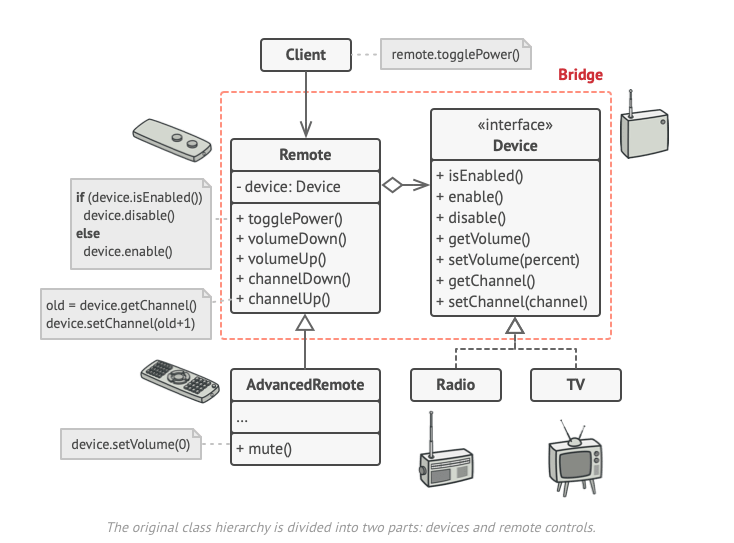 Client
remote.togglePower()
Bridge
Remote
- device: Device
+ togglePower()
+ volumeDown()
+ volumeUp()
+ channelDown()
+ channelUp()
«interface»
Device
+ isEnabled()
+ enable()
+ disable()
+ getVolume()
+ setVolume(percent)
+ getChannel()
+ setChannel(channel)
if (device.isEnabled())
device.disable()
else
device.enable()
old = device.getChannel()
device.setChannel(old+1)
AdvancedRemote
...
+ mute()
Radio
TV
device.setVolume(0)
The original class hierarchy is divided into two parts: devices and remote controls.